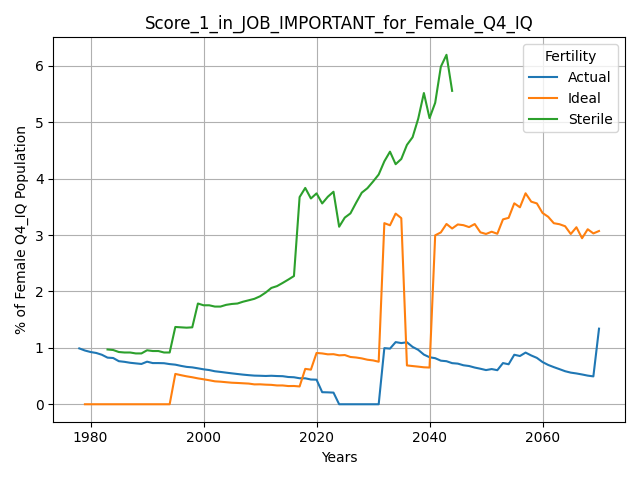 Score_1_in_JOB_IMPORTANT_for_Female_Q4_IQ
Fertility
Actual
Ideal
Sterile
% of Female Q4_IQ Population
6
5
4
3
2
1
0
1980 2000 2020 2040 2060
Years